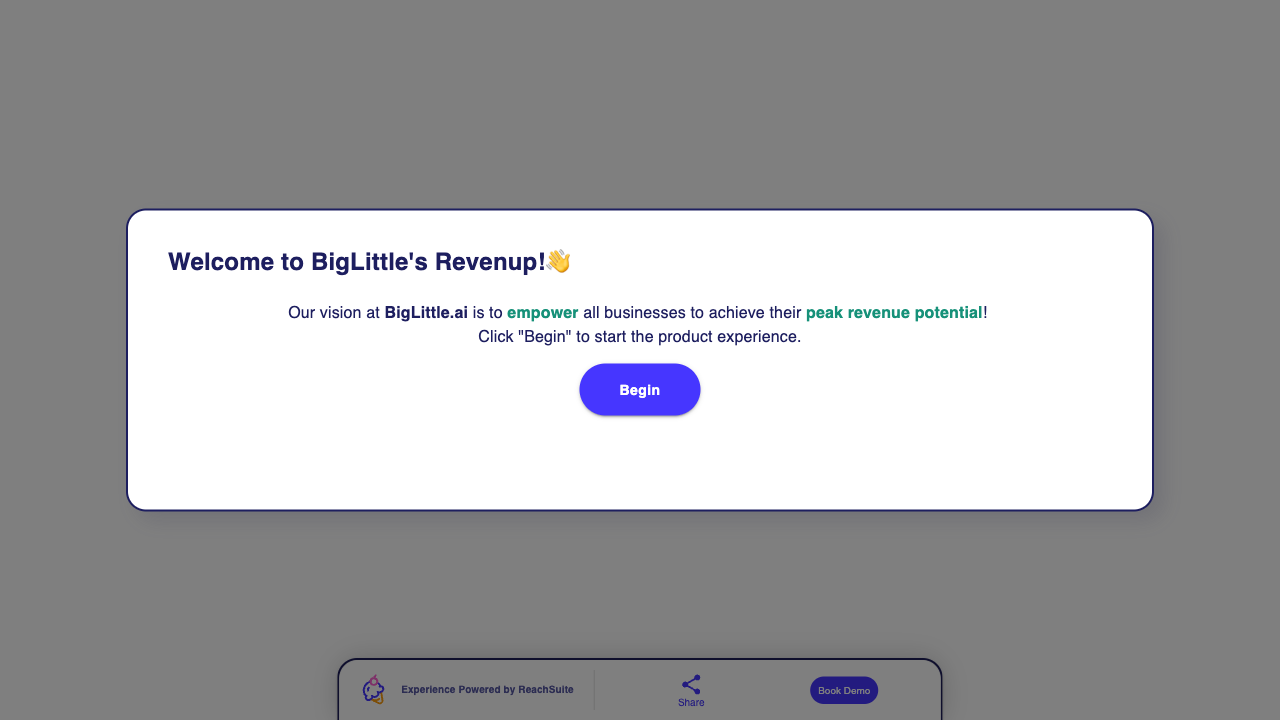 Welcome to BigLittle's Revenup!👋
Our vision at BigLittle.ai is to empower all businesses to achieve their peak revenue potential!
Click "Begin" to start the product experience.
Begin
Experience Powered by ReachSuite
Share
Book Demo